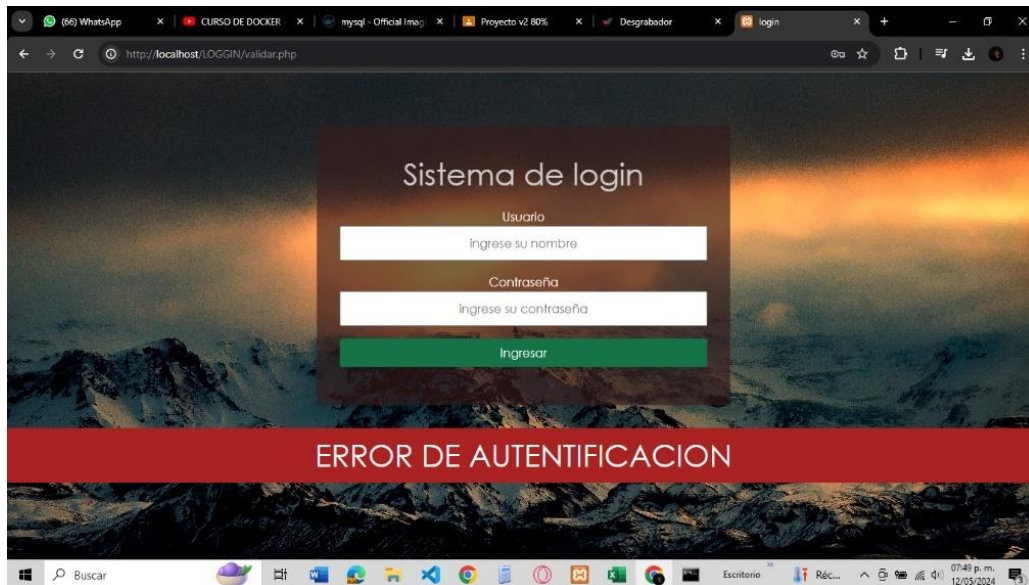 (66) WhatsApp
CURSO DE DOCKER
mysql - Official Imag
Proyecto v2 80%
Desgrabador
login
http://localhost/LOGGIN/validar.php
Sistema de login
Usuario
ingrese su nombre
Contraseña
ingrese su contraseña
Ingresar
ERROR DE AUTENTIFICACION
Buscar
Escritorio
Réc...
07:49 p. m.
12/05/2024